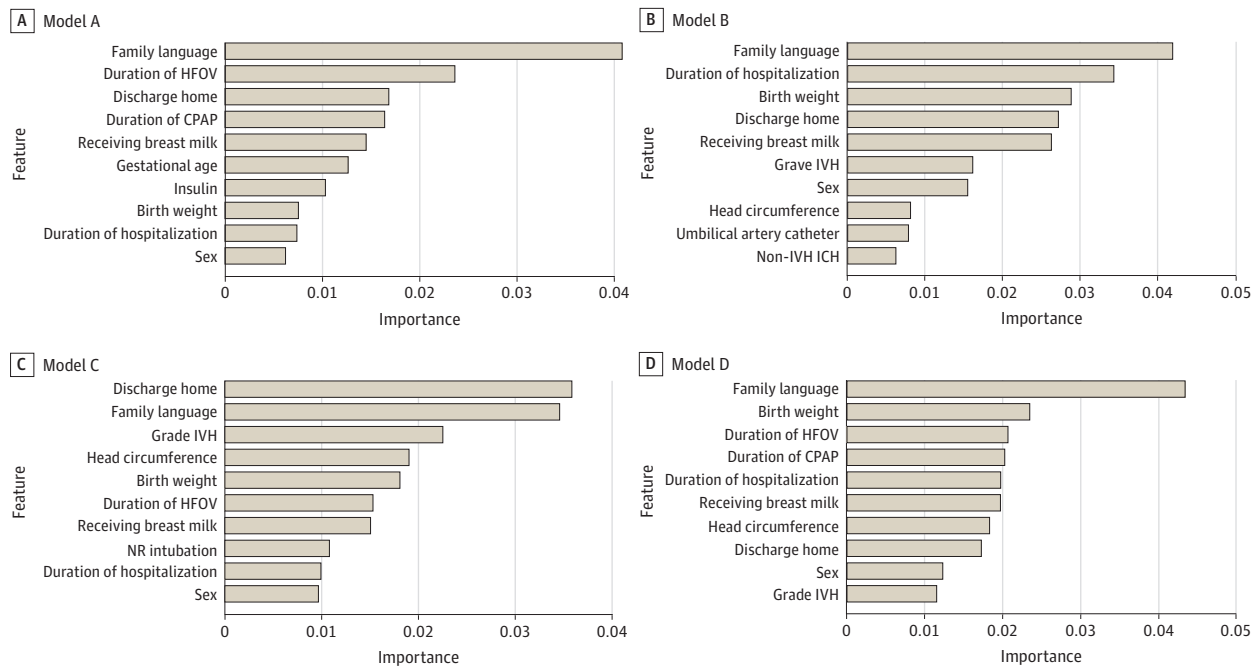 A Model A
Feature
Family language
Duration of HFOV
Discharge home
Duration of CPAP
Receiving breast milk
Gestational age
Insulin
Birth weight
Duration of hospitalization
Sex
0 0.01 0.02 0.03 0.04
Importance
B Model B
Feature
Family language
Duration of hospitalization
Birth weight
Discharge home
Receiving breast milk
Grave IVH
Sex
Head circumference
Umbilical artery catheter
Non-IVH ICH
0 0.01 0.02 0.03 0.04 0.05
Importance
C Model C
Feature
Discharge home
Family language
Grade IVH
Head circumference
Birth weight
Duration of HFOV
Receiving breast milk
NR intubation
Duration of hospitalization
Sex
0 0.01 0.02 0.03 0.04
Importance
D Model D
Feature
Family language
Birth weight
Duration of HFOV
Duration of CPAP
Duration of hospitalization
Receiving breast milk
Head circumference
Discharge home
Sex
Grade IVH
0 0.01 0.02 0.03 0.04 0.05
Importance